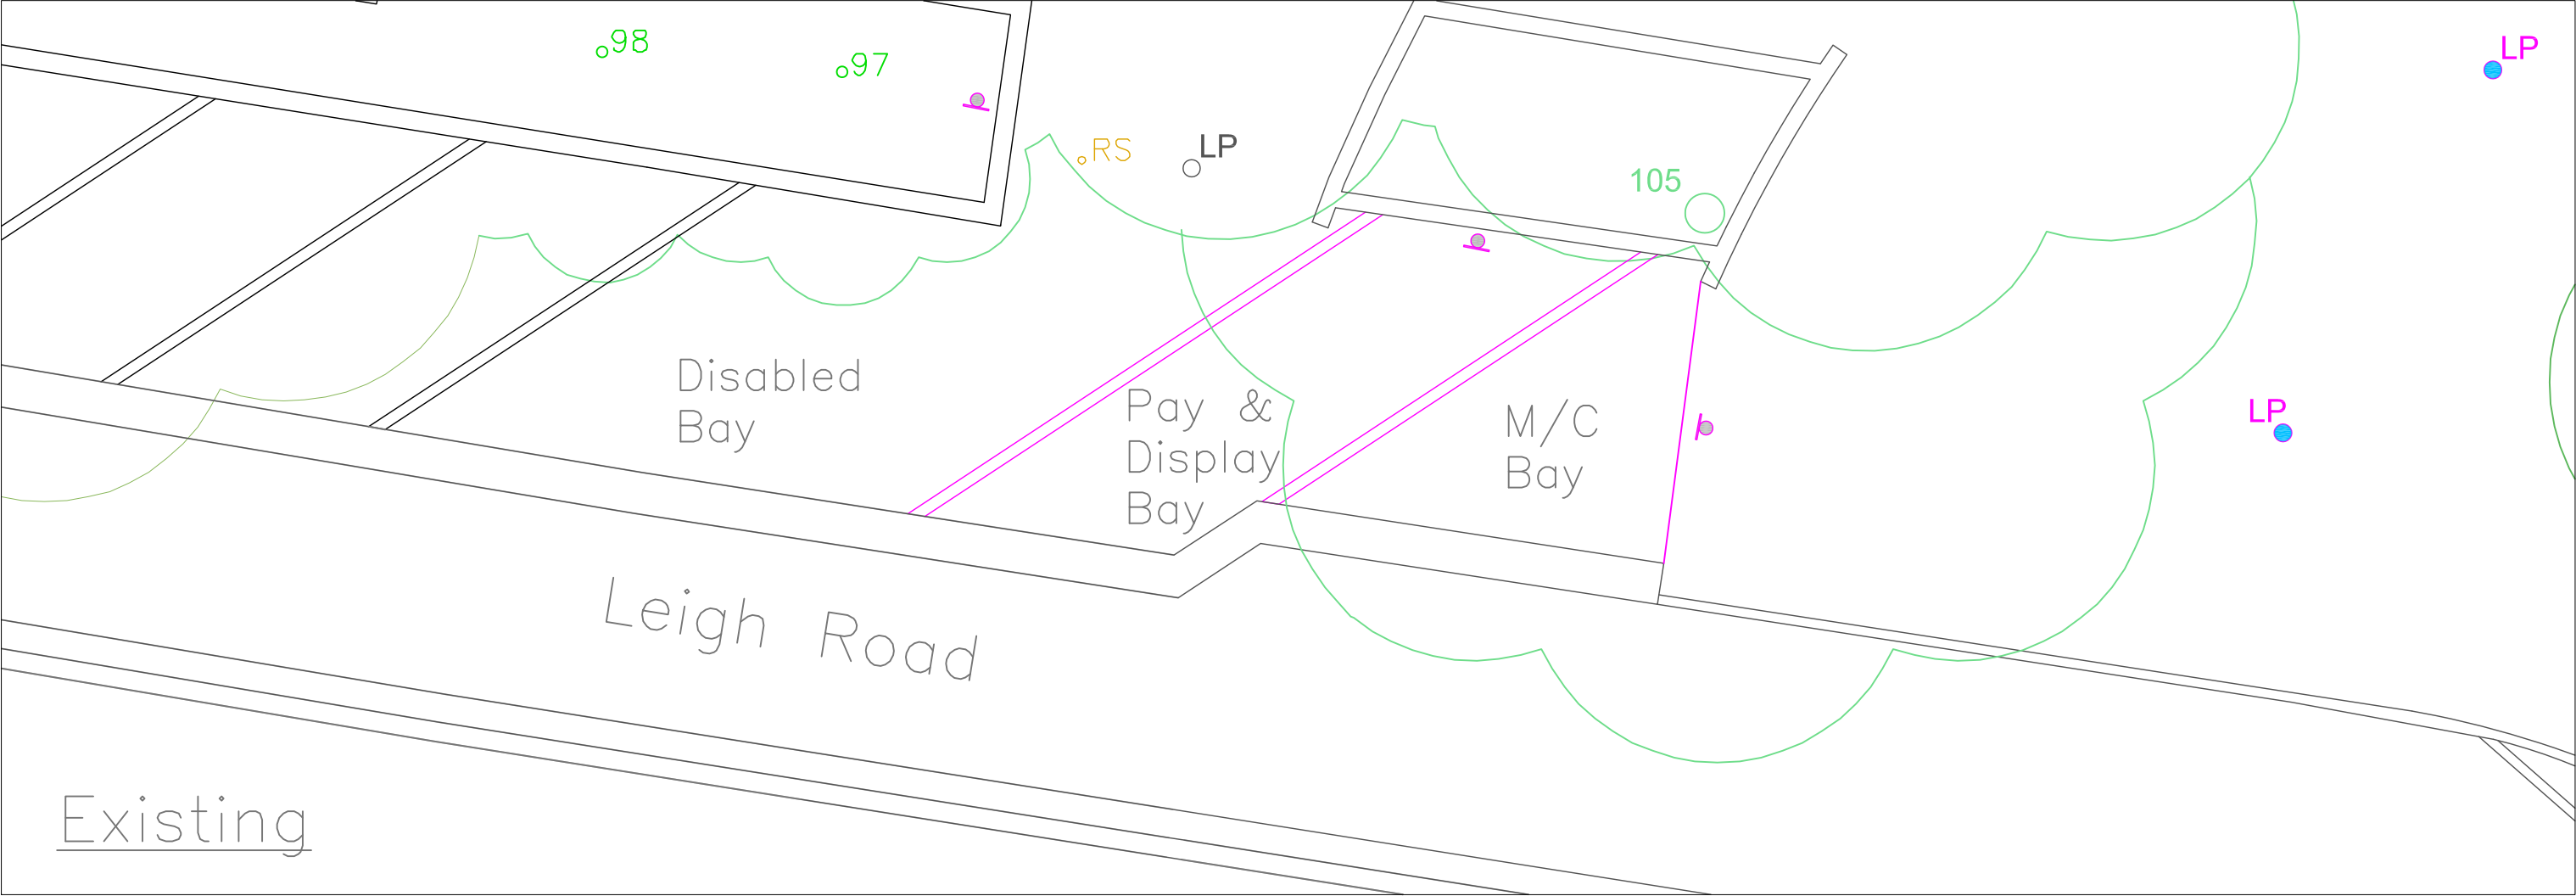 98
97
LP
RS
LP
105
Disabled
Bay
Pay &
Display
Bay
M/C
Bay
LP
Leigh Road
Existing